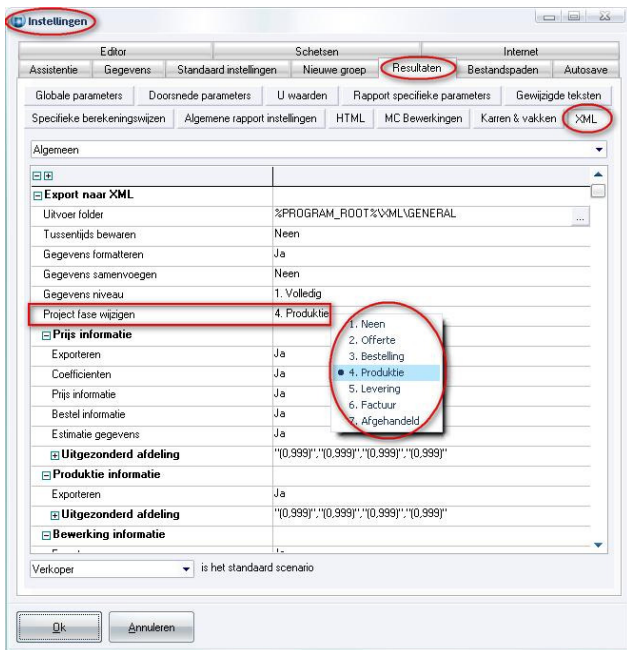 Instellingen
Editor Schetsen Internet
Assistentie Gegevens Standaard instellingen Nieuwe groep Resultaten Bestandspaden Autosave
Globale parameters Doorsnede parameters U waarden Rapport specifieke parameters Gewijzigde teksten
Specifieke berekeningswijzen Algemene rapport instellingen HTML MC Bewerkingen Karren & vakken XML
Algemeen
Export naar XML
Uitvoer folder %PROGRAM_ROOT%\XML\GENERAL ...
Tussentijds bewaren Neen
Gegevens formatteren Ja
Gegevens samenvoegen Neen
Gegevens niveau 1. Volledig
Project fase wijzigen 4. Produktie
1. Neen
2. Offerte
3. Bestelling
4. Produktie
5. Levering
6. Factuur
7. Afgehandeld
Prijs informatie
Exporteren Ja
Coefficienten Ja
Prijs informatie Ja
Bestel informatie Ja
Estimatie gegevens Ja
Uitgezonderd afdeling "(0,999)","(0,999)","(0,999)","(0,999)"
Produktie informatie
Exporteren Ja
Uitgezonderd afdeling "(0,999)","(0,999)","(0,999)","(0,999)"
Bewerking informatie
Verkoper is het standaard scenario
Ok Annuleren